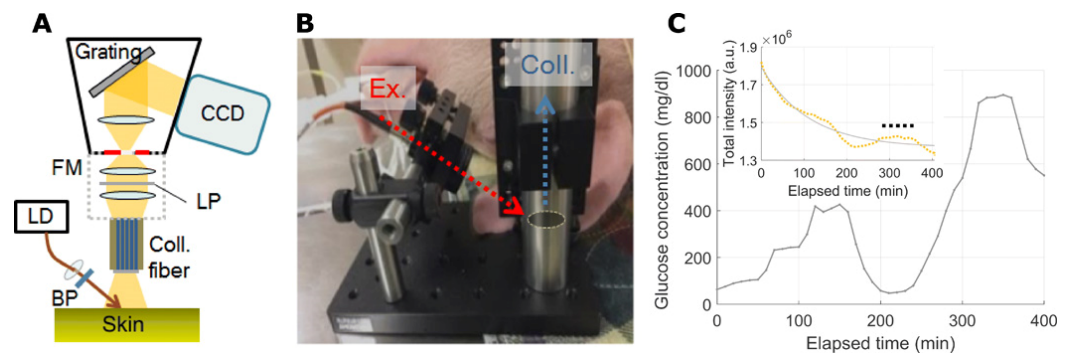 A
Grating
CCD
FM
LP
LD
Coll.
fiber
BP
Skin
B
Ex.
Coll.
C
Glucose concentration (mg/dl)
1000
800
600
400
200
0
0
100
200
300
400
Elapsed time (min)
×10⁶
Total intensity (a.u.)
1.9
1.7
1.5
1.3
0
100
200
300
400
Elapsed time (min)